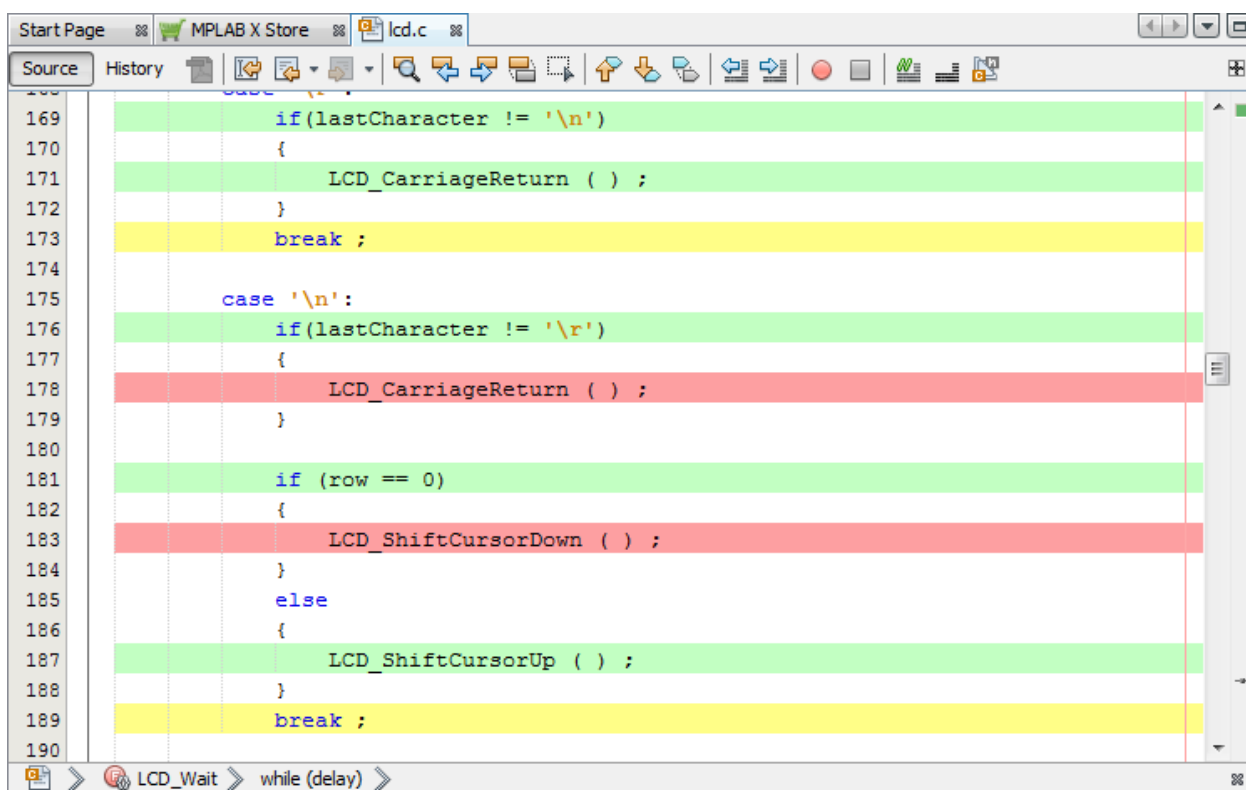 Start Page MPLAB X Store lcd.c
Source History
168 case '\r':
169 if(lastCharacter != '\n')
170 {
171 LCD_CarriageReturn ( ) ;
172 }
173 break ;
174
175 case '\n':
176 if(lastCharacter != '\r')
177 {
178 LCD_CarriageReturn ( ) ;
179 }
180
181 if (row == 0)
182 {
183 LCD_ShiftCursorDown ( ) ;
184 }
185 else
186 {
187 LCD_ShiftCursorUp ( ) ;
188 }
189 break ;
190
LCD_Wait while (delay)